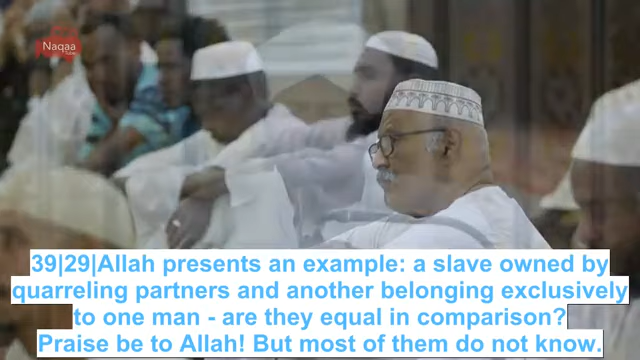 Naqaa
39|29|Allah presents an example: a slave owned by
quarreling partners and another belonging exclusively
to one man - are they equal in comparison?
Praise be to Allah! But most of them do not know.